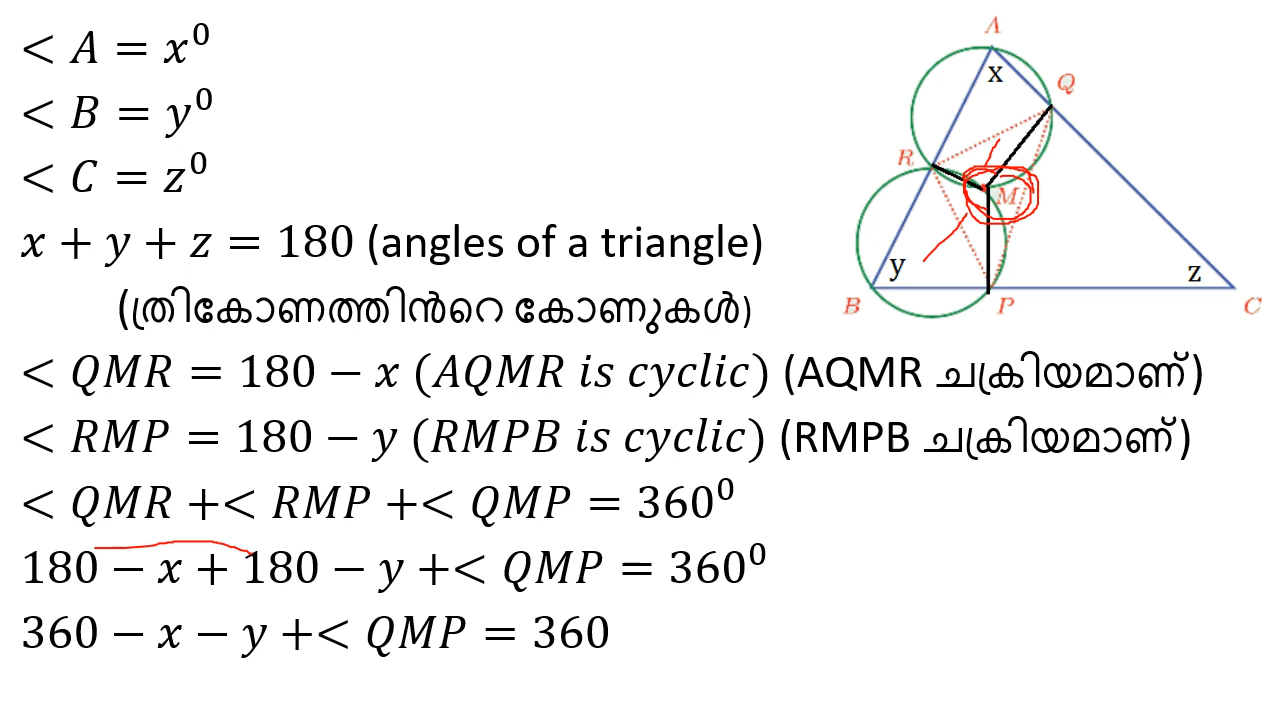 < A = x⁰
< B = y⁰
< C = z⁰
x + y + z = 180 (angles of a triangle)
(ത്രികോണത്തിൻറെ കോണുകൾ)
< QMR = 180 − x (AQMR is cyclic) (AQMR ചക്രിയമാണ്)
< RMP = 180 − y (RMPB is cyclic) (RMPB ചക്രിയമാണ്)
< QMR +< RMP +< QMP = 360⁰
180 − x + 180 − y +< QMP = 360⁰
360 − x − y +< QMP = 360
A
x
Q
R
M
y
z
B
P
C